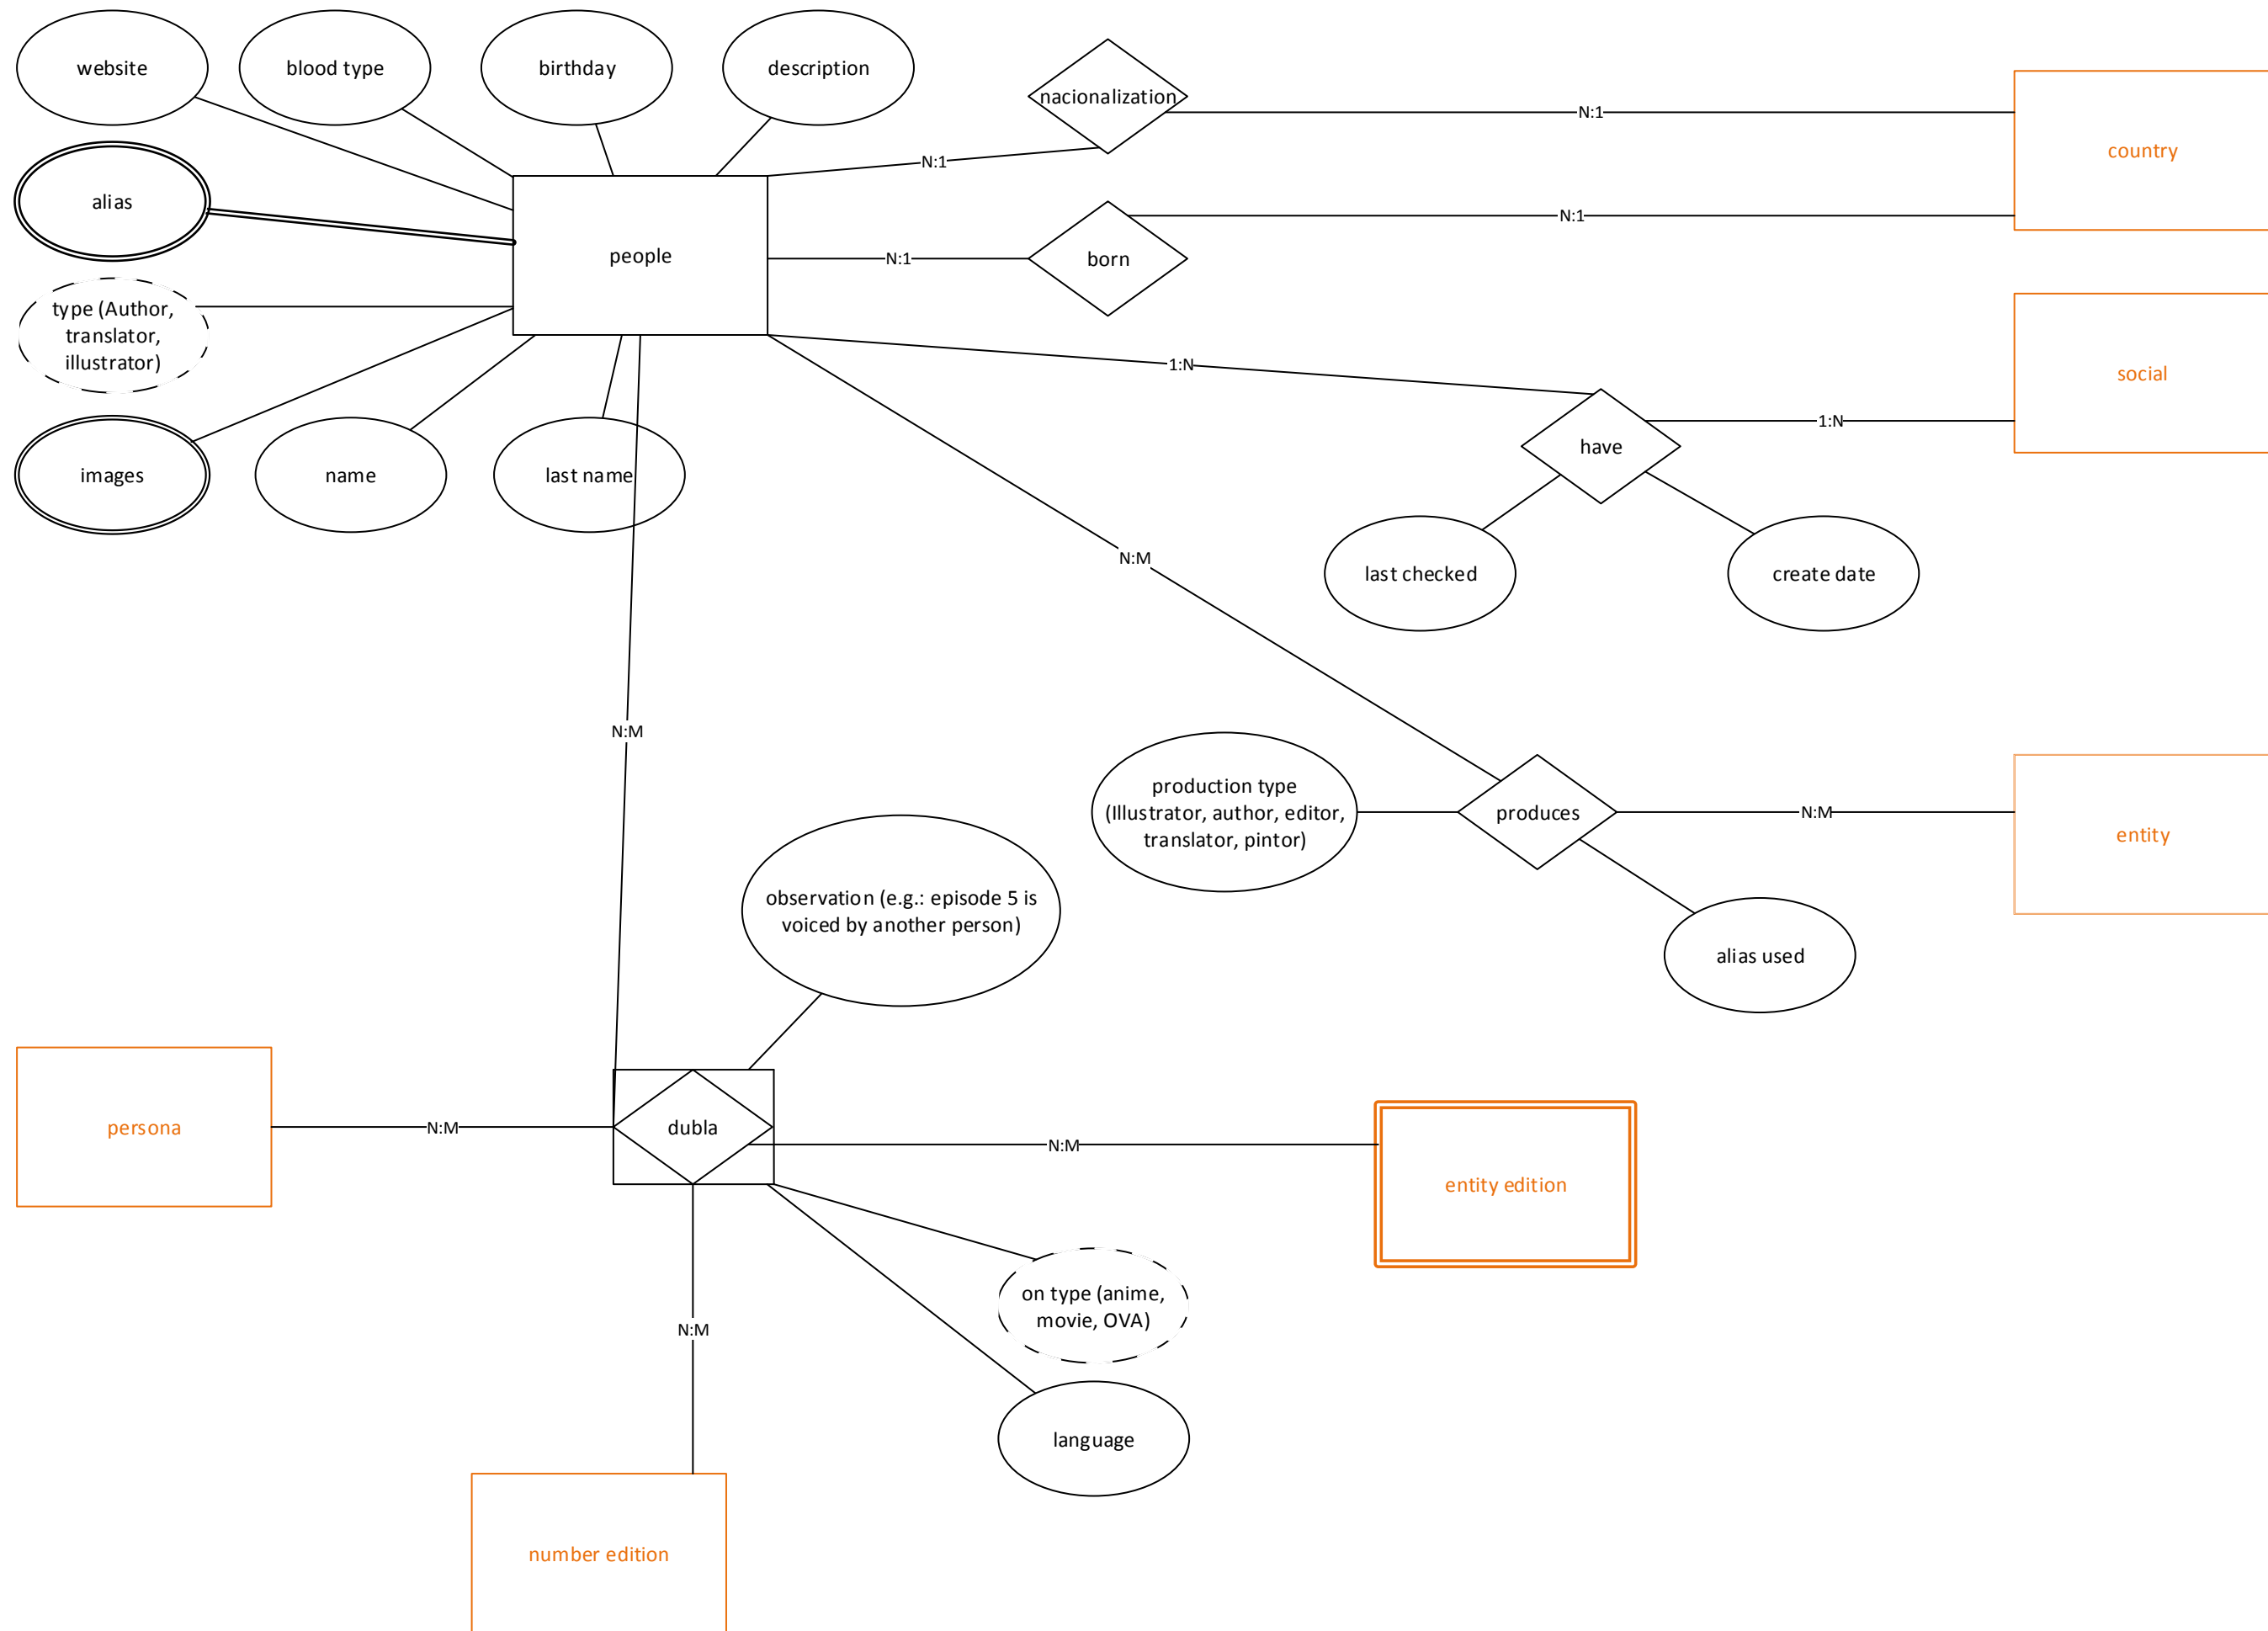 website
blood type
birthday
description
nacionalization
N:1
country
N:1
alias
people
N:1
born
N:1
type (Author,
translator,
illustrator)
1:N
social
images
name
last name
have
1:N
last checked
create date
N:M
N:M
production type
(Illustrator, author, editor,
translator, pintor)
produces
N:M
entity
observation (e.g.: episode 5 is
voiced by another person)
alias used
persona
N:M
dubla
N:M
entity edition
on type (anime,
movie, OVA)
N:M
language
number edition